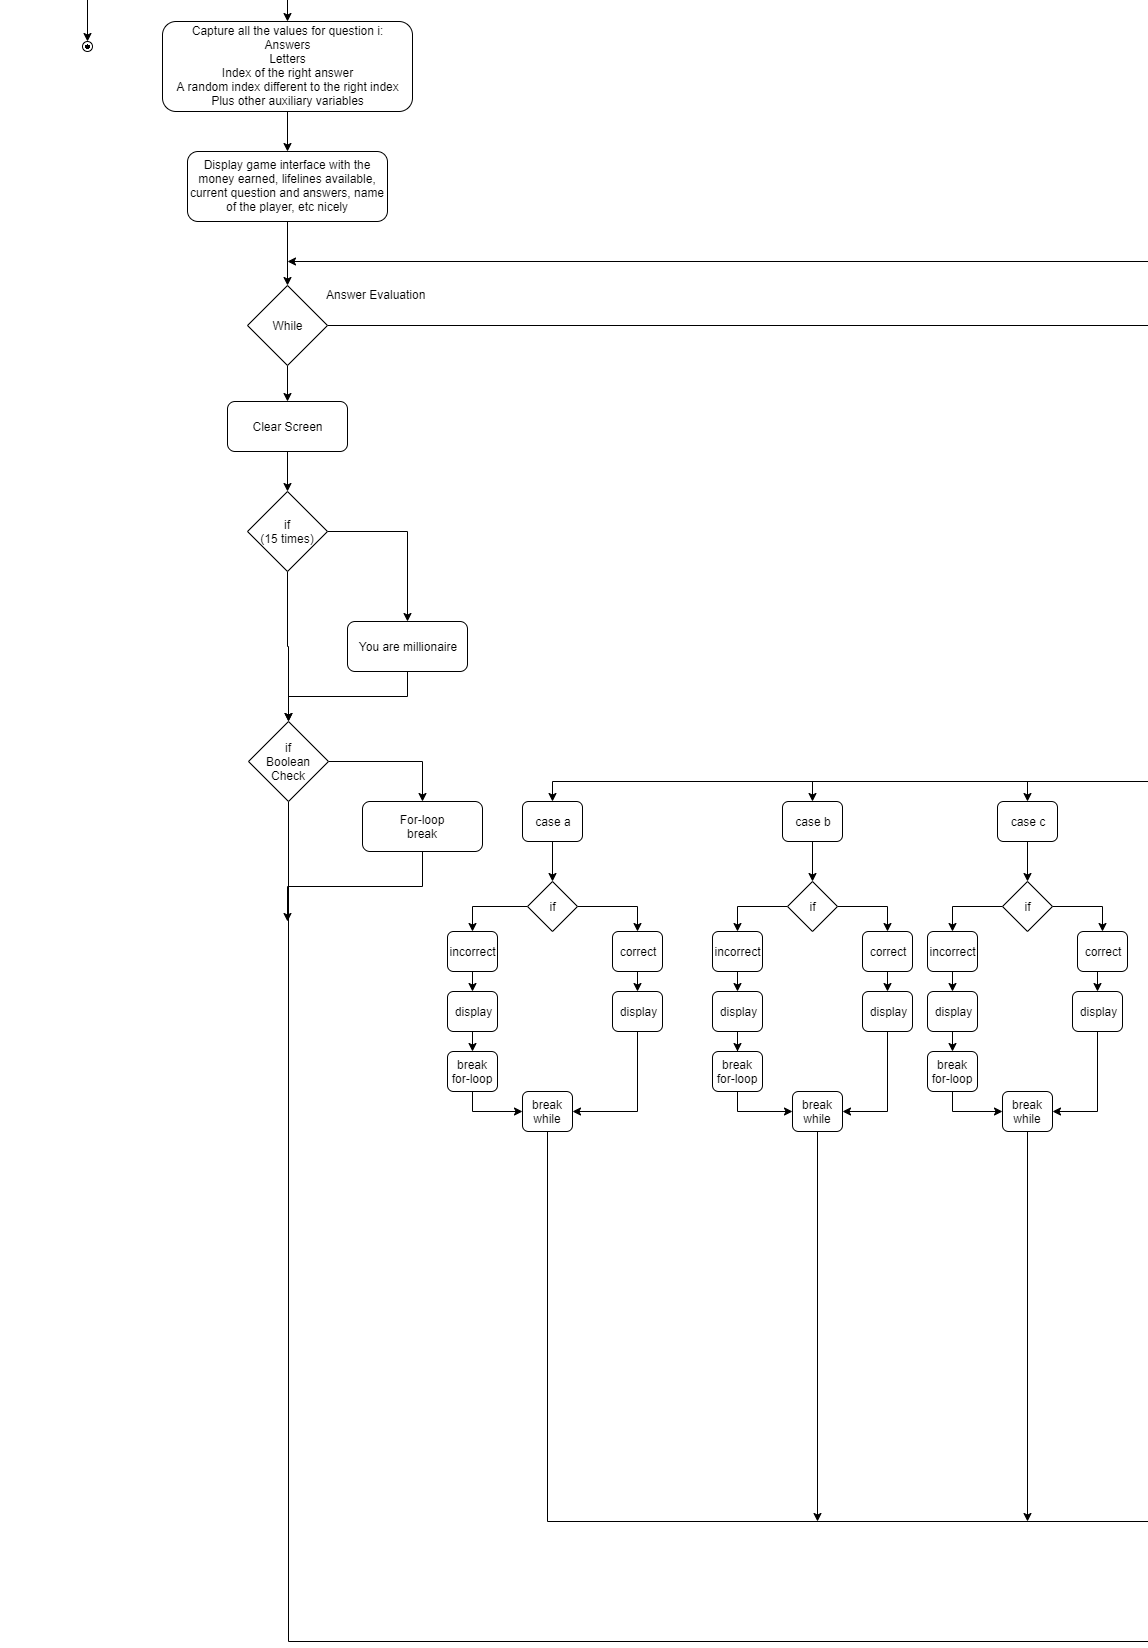 Capture all the values for question i:
Answers
Letters
Index of the right answer
A random index different to the right index
Plus other auxiliary variables
Display game interface with the
money earned, lifelines available,
current question and answers, name
of the player, etc nicely
Answer Evaluation
While
Clear Screen
if
(15 times)
You are millionaire
if
Boolean
Check
For-loop
break
case a
case b
case c
if
if
if
incorrect
correct
incorrect
correct
incorrect
correct
display
display
display
display
display
display
break
for-loop
break
for-loop
break
for-loop
break
while
break
while
break
while